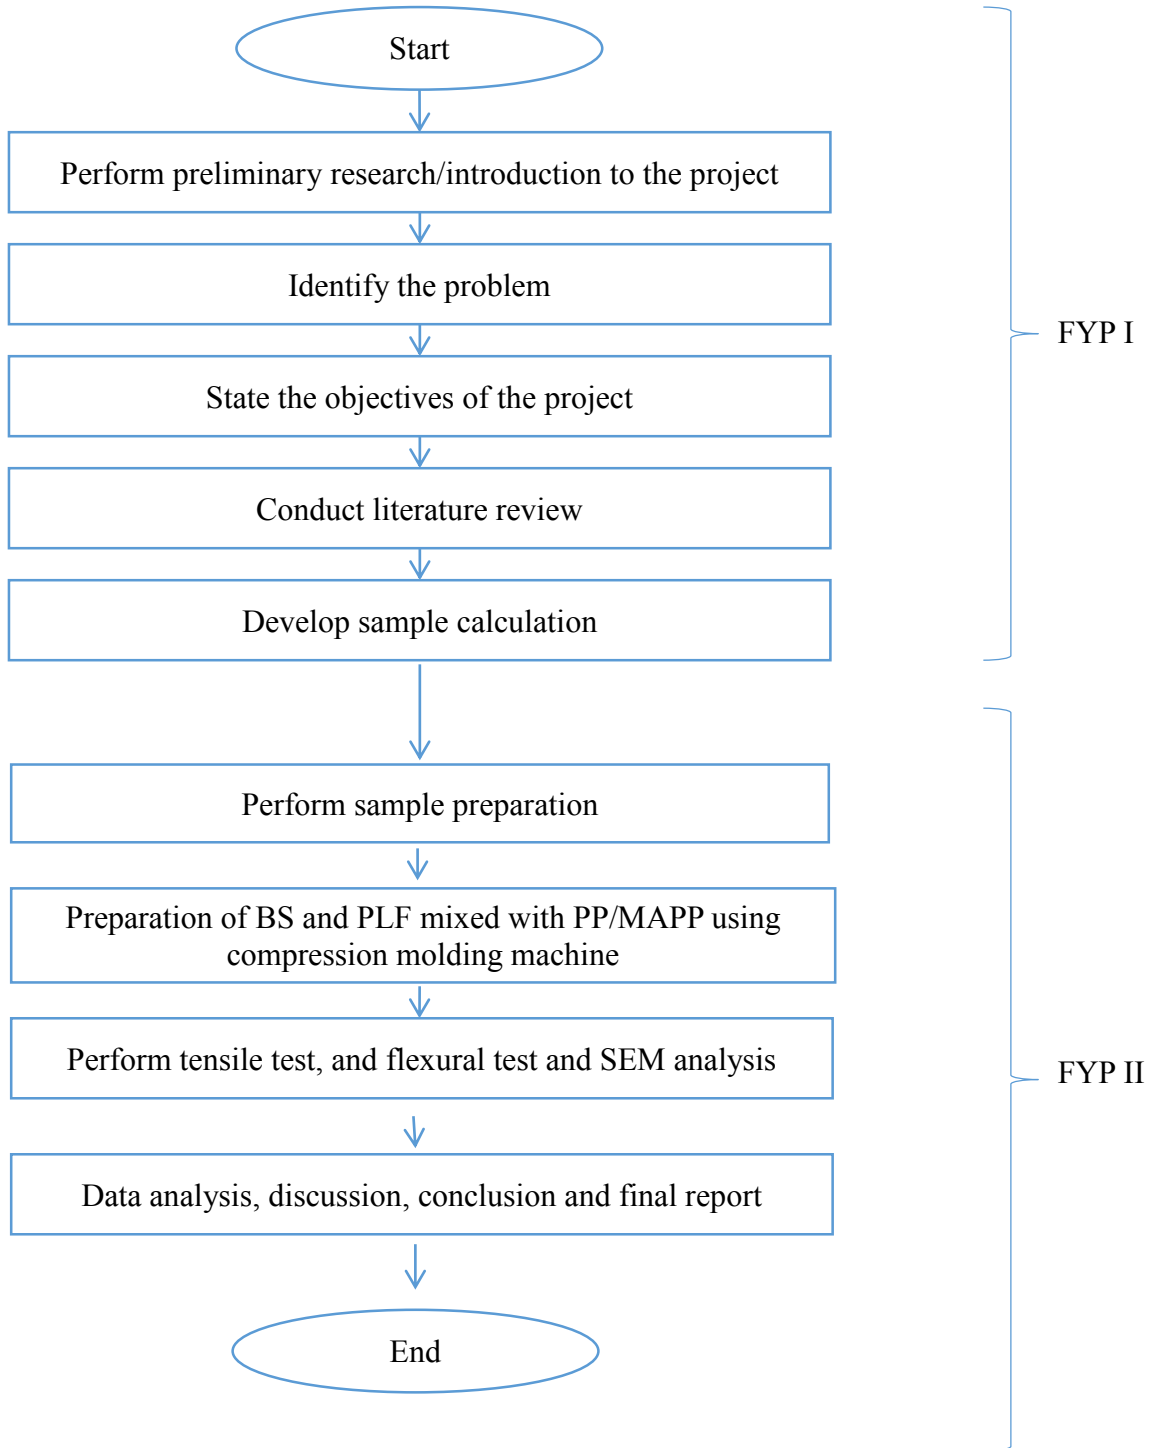 Start
Perform preliminary research/introduction to the project
Identify the problem
State the objectives of the project
FYP I
Conduct literature review
Develop sample calculation
Perform sample preparation
Preparation of BS and PLF mixed with PP/MAPP using
compression molding machine
Perform tensile test, and flexural test and SEM analysis
FYP II
Data analysis, discussion, conclusion and final report
End